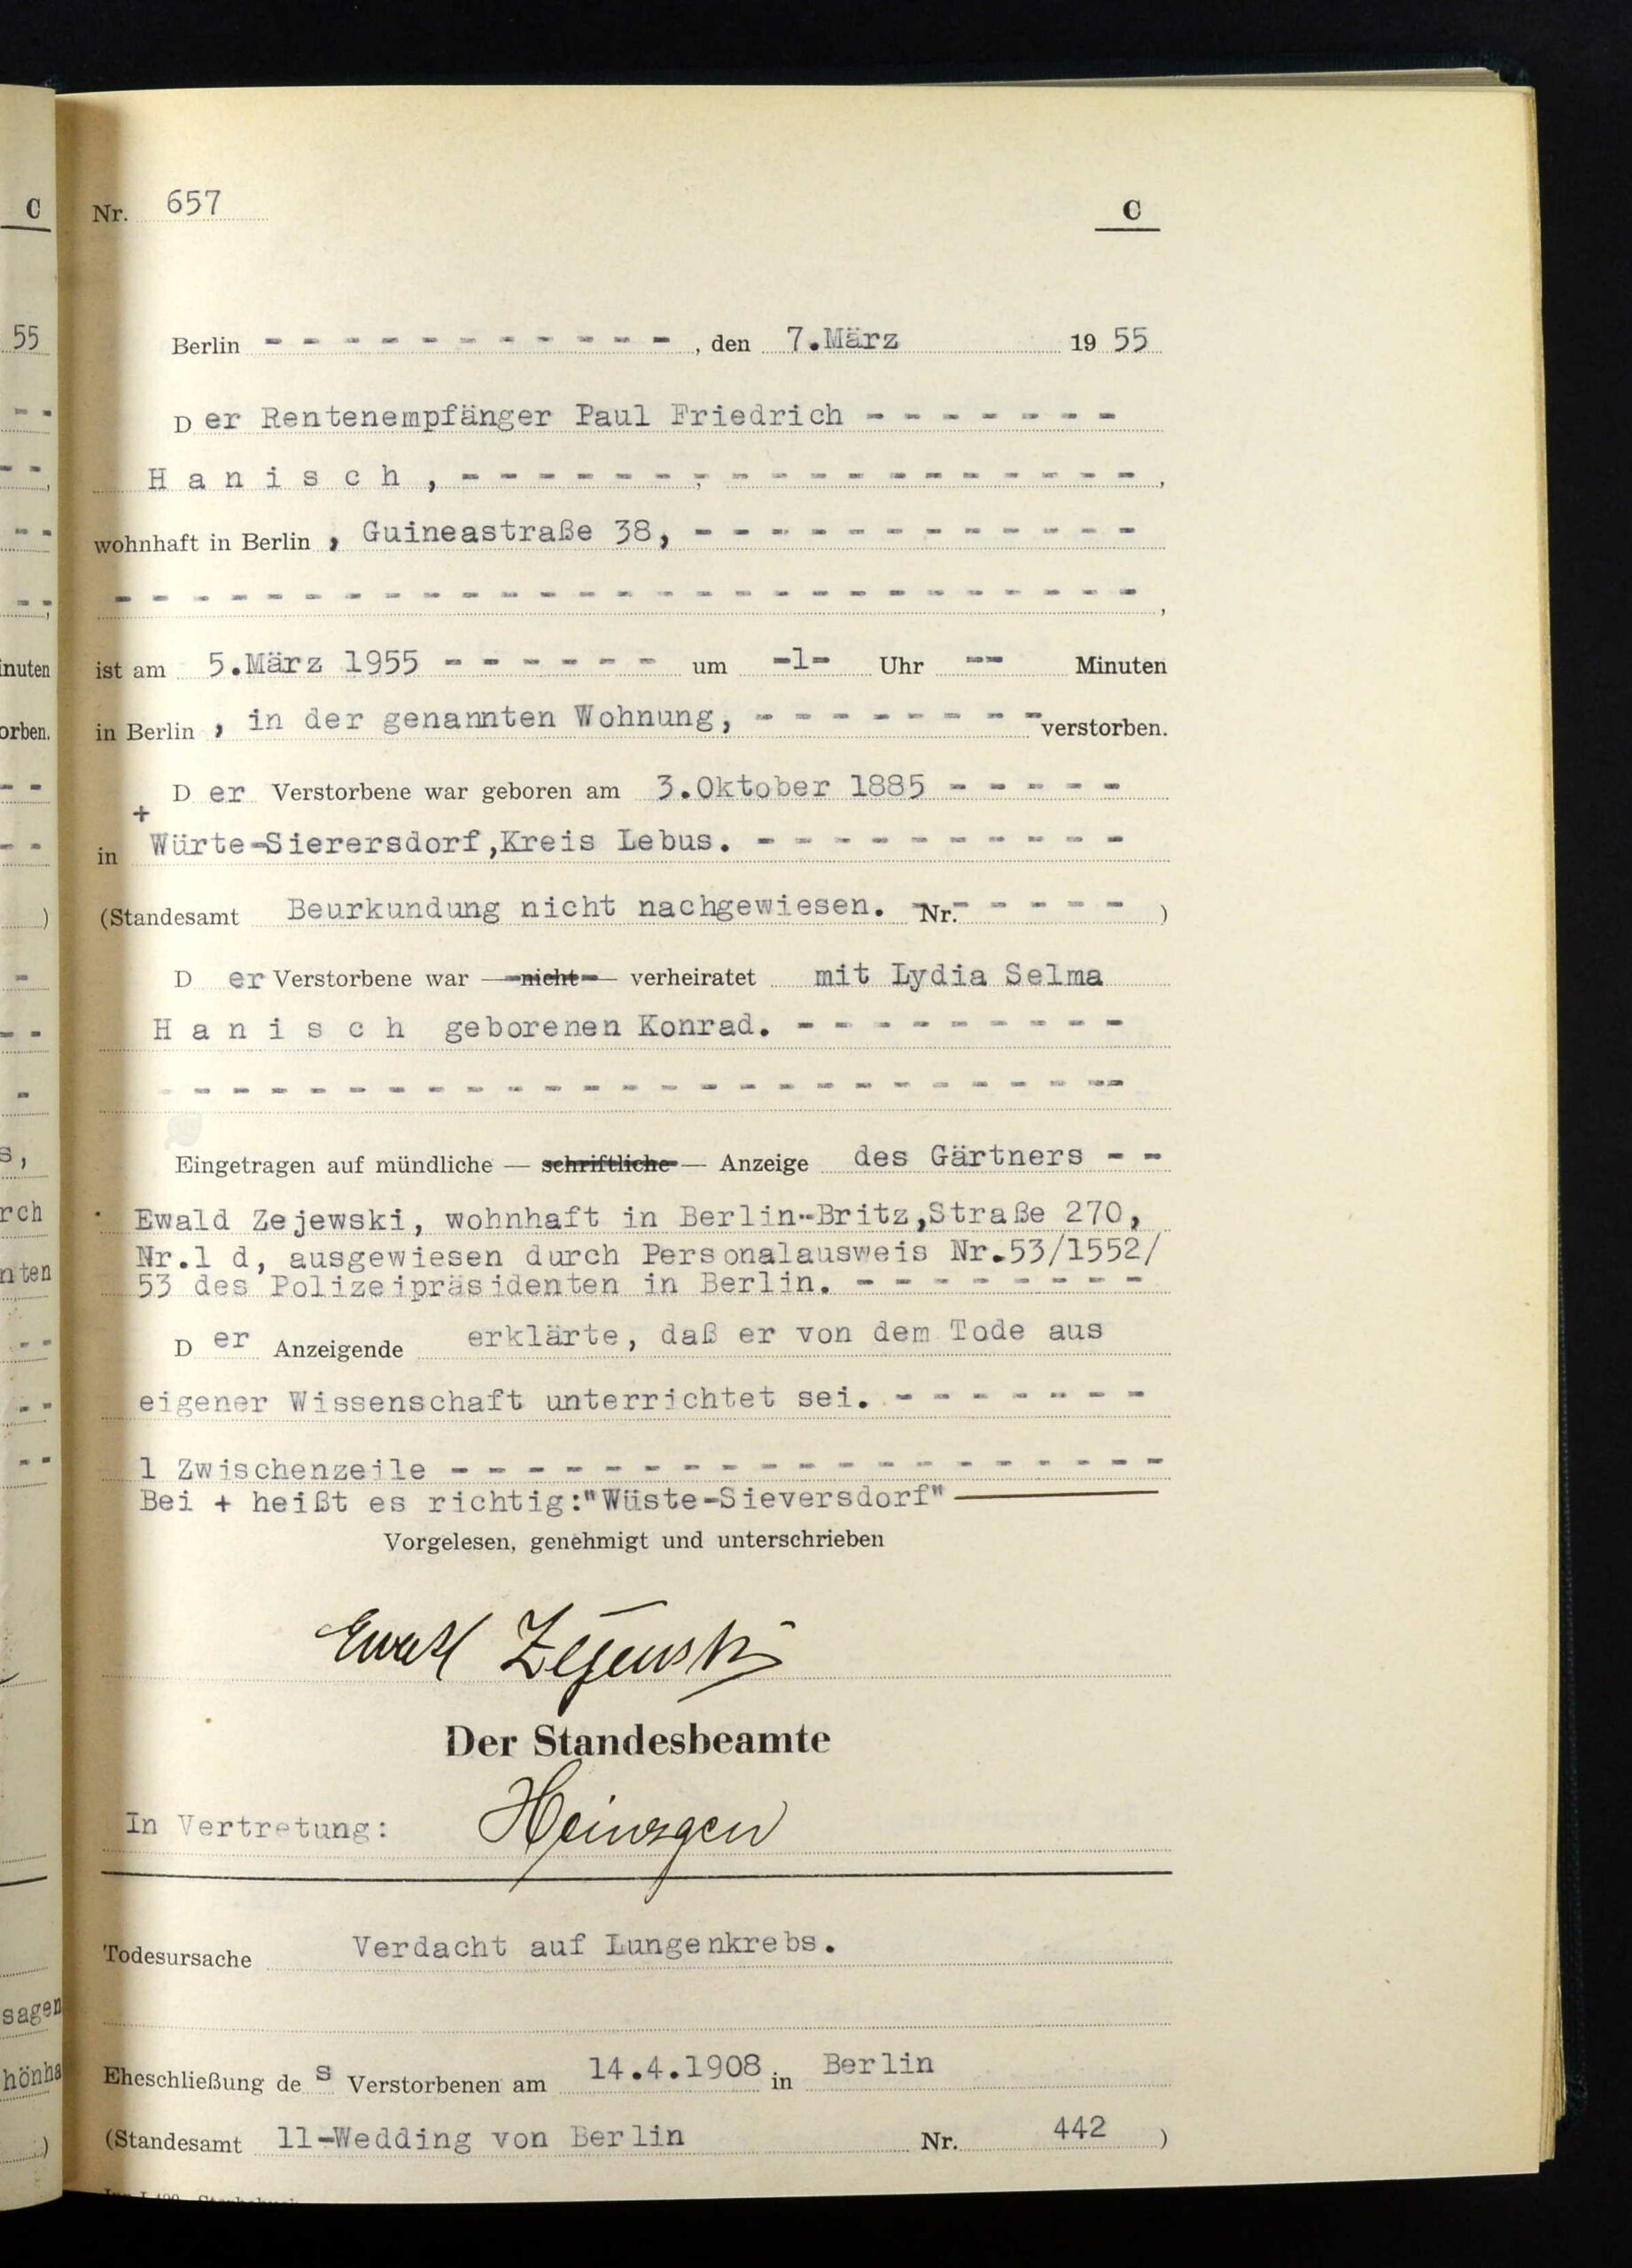 Nr. 657 C
Berlin - - - - - - - - - - - , den 7.März 19 55
D er Rentenempfänger Paul Friedrich - - - - - - -
H a n i s c h , - - - - - - - - - - - - - - - - - - ,
wohnhaft in Berlin , Guineastraße 38, - - - - - - - - - - - -
- - - - - - - - - - - - - - - - - - - - - - - - - - - ,
ist am 5.März 1955 - - - - - - um -1- Uhr -- Minuten
in Berlin , in der genannten Wohnung, - - - - - - - - verstorben.
D er Verstorbene war geboren am 3.Oktober 1885 - - - - -
+
in Würte-Sierersdorf,Kreis Lebus. - - - - - - - - - -
(Standesamt Beurkundung nicht nachgewiesen. -Nr.- - - - - )
D er Verstorbene war — -nicht- — verheiratet mit Lydia Selma
H a n i s c h geborenen Konrad. - - - - - - - - -
- - - - - - - - - - - - - - - - - - - - - - - - --
Eingetragen auf mündliche — schriftliche — Anzeige des Gärtners - -
Ewald Zejewski, wohnhaft in Berlin-Britz,Straße 270,
Nr.1 d, ausgewiesen durch Personalausweis Nr.53/1552/
53 des Polizeipräsidenten in Berlin. - - - - - - - -
D er Anzeigende erklärte, daß er von dem Tode aus
eigener Wissenschaft unterrichtet sei. - - - - - - -
1 Zwischenzeile - - - - - - - - - - - - - - - - - - -
Bei + heißt es richtig:"Wüste-Sieversdorf" ———
Vorgelesen, genehmigt und unterschrieben
Ewald Zejewski
Der Standesbeamte
In Vertretung:
Todesursache Verdacht auf Lungenkrebs.
Eheschließung de s Verstorbenen am 14.4.1908 in Berlin
(Standesamt 11-Wedding von Berlin Nr. 442 )